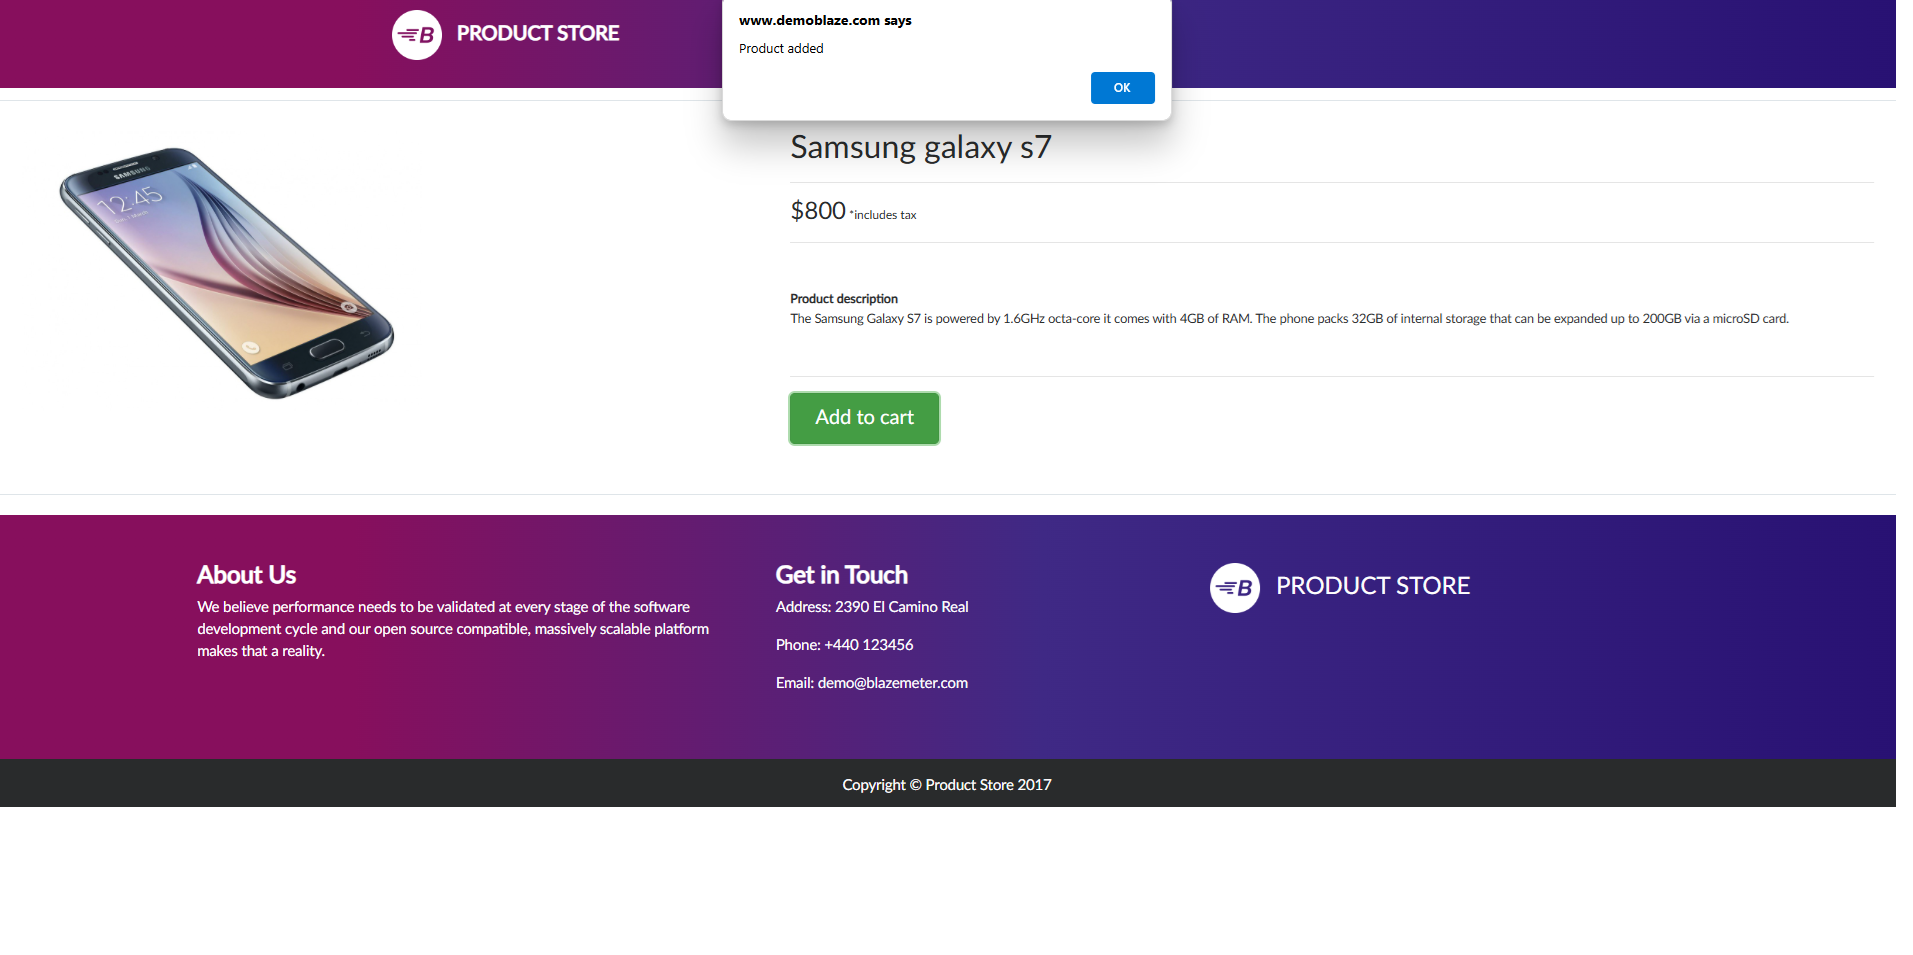 B PRODUCT STORE
www.demoblaze.com says
Product added
OK
SAMSUNG
12:45
Samsung galaxy s7
$800 *includes tax
Product description
The Samsung Galaxy S7 is powered by 1.6GHz octa-core it comes with 4GB of RAM. The phone packs 32GB of internal storage that can be expanded up to 200GB via a microSD card.
Add to cart
About Us
We believe performance needs to be validated at every stage of the software
development cycle and our open source compatible, massively scalable platform
makes that a reality.
Get in Touch
Address: 2390 El Camino Real
Phone: +440 123456
Email: demo@blazemeter.com
B PRODUCT STORE
Copyright © Product Store 2017